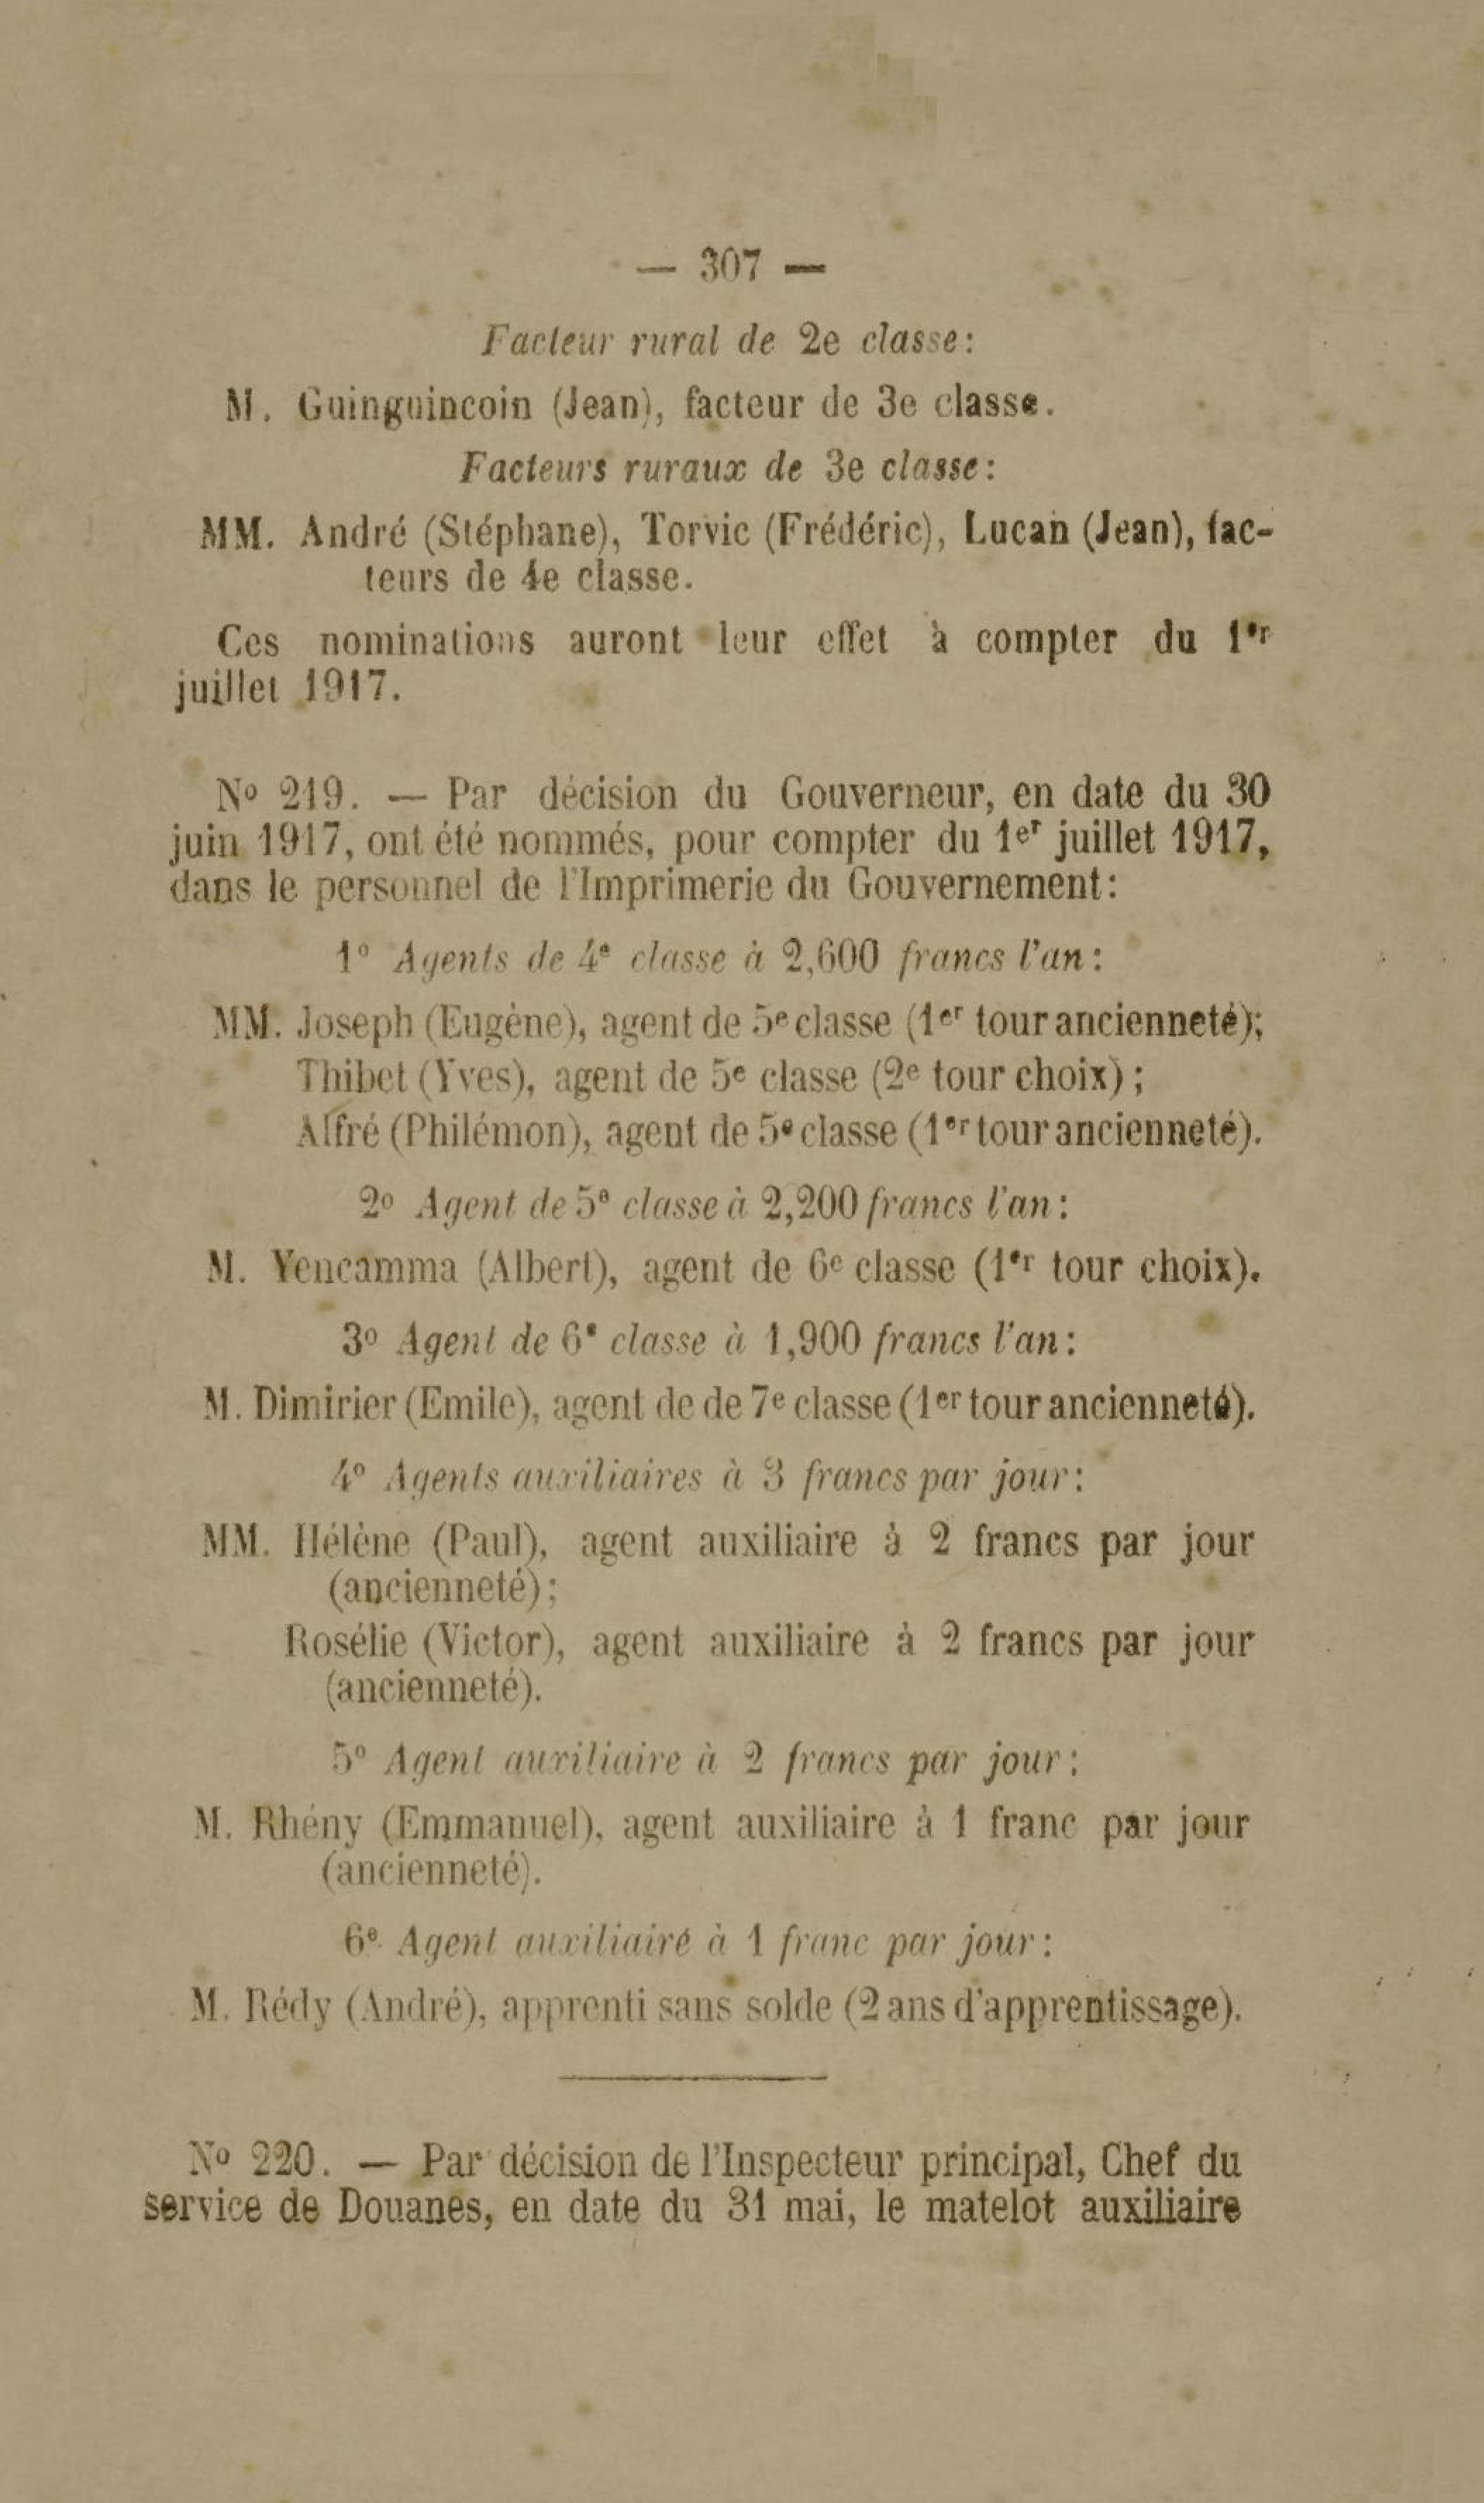 — 307 —
Facteur rural de 2e classe:
M. Guinguincoin (Jean), facteur de 3e classe.
Facteurs ruraux de 3e classe:
MM. André (Stéphane), Torvic (Frédéric), Lucan (Jean), fac-
teurs de 4e classe.
Ces nominations auront leur effet à compter du 1er
juillet 1917.
No 219. — Par décision du Gouverneur, en date du 30
juin 1917, ont été nommés, pour compter du 1er juillet 1917,
dans le personnel de l'Imprimerie du Gouvernement:
1o Agents de 4e classe à 2,600 francs l'an:
MM. Joseph (Eugène), agent de 5e classe (1er tour ancienneté);
Thibet (Yves), agent de 5e classe (2e tour choix);
Alfré (Philémon), agent de 5e classe (1er tour ancienneté).
2o Agent de 5e classe à 2,200 francs l'an:
M. Yencamma (Albert), agent de 6e classe (1er tour choix).
3o Agent de 6e classe à 1,900 francs l'an:
M. Dimirier (Emile), agent de de 7e classe (1er tour ancienneté).
4o Agents auxiliaires à 3 francs par jour:
MM. Hélène (Paul), agent auxiliaire à 2 francs par jour
(ancienneté);
Rosélie (Victor), agent auxiliaire à 2 francs par jour
(ancienneté).
5o Agent auxiliaire à 2 francs par jour:
M. Rhény (Emmanuel), agent auxiliaire à 1 franc par jour
(ancienneté).
6e Agent auxiliairé à 1 franc par jour:
M. Rédy (André), apprenti sans solde (2 ans d'apprentissage).
No 220. — Par décision de l'Inspecteur principal, Chef du
service de Douanes, en date du 31 mai, le matelot auxiliaire